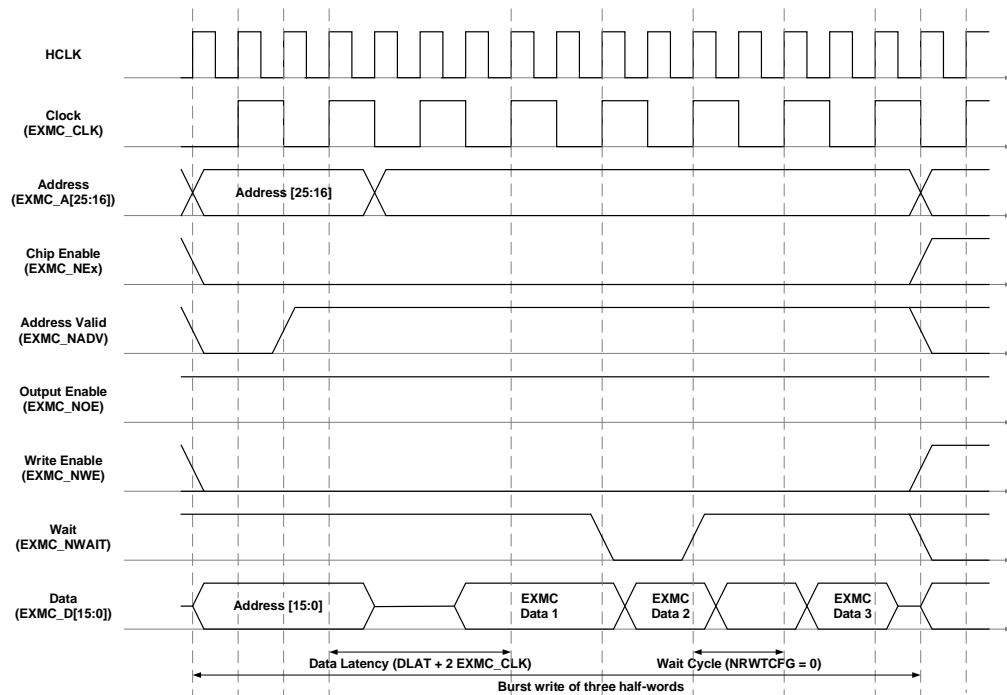 HCLK
Clock
(EXMC_CLK)
Address
(EXMC_A[25:16])
Address [25:16]
Chip Enable
(EXMC_NEx)
Address Valid
(EXMC_NADV)
Output Enable
(EXMC_NOE)
Write Enable
(EXMC_NWE)
Wait
(EXMC_NWAIT)
Data
(EXMC_D[15:0])
Address [15:0]
EXMC
Data 1
EXMC
Data 2
EXMC
Data 3
Data Latency (DLAT + 2 EXMC_CLK)
Wait Cycle (NRWTCFG = 0)
Burst write of three half-words